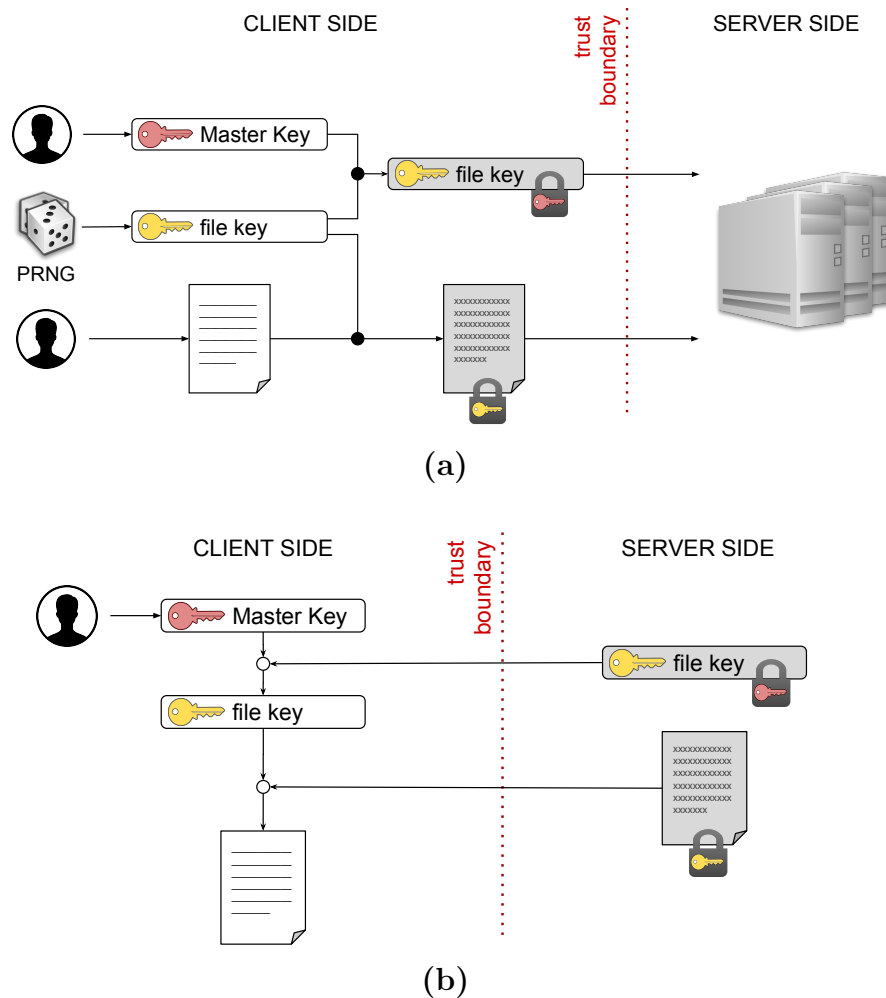 CLIENT SIDE
trust
boundary
SERVER SIDE
Master Key
file key
file key
PRNG
xxxxxxxxxxxx
xxxxxxxxxxxx
xxxxxxxxxxxx
xxxxxxxxxxxx
xxxxxxxxxxxx
xxxxxxx
(a)
CLIENT SIDE
trust
boundary
SERVER SIDE
Master Key
file key
file key
xxxxxxxxxxxx
xxxxxxxxxxxx
xxxxxxxxxxxx
xxxxxxxxxxxx
xxxxxxxxxxxx
xxxxxxx
(b)